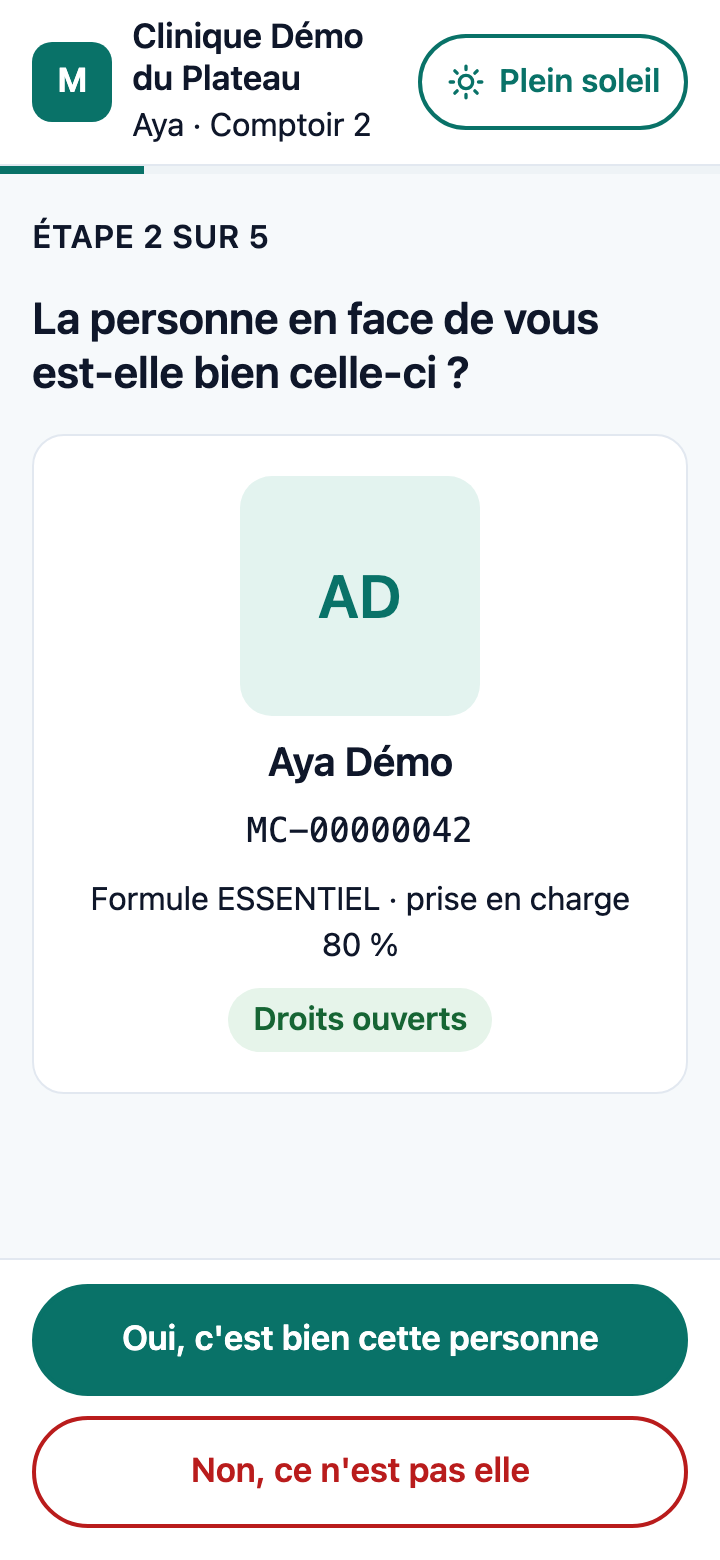 M
Clinique Démo
du Plateau
Aya · Comptoir 2
Plein soleil
ÉTAPE 2 SUR 5
La personne en face de vous
est-elle bien celle-ci ?
AD
Aya Démo
MC–00000042
Formule ESSENTIEL · prise en charge
80 %
Droits ouverts
Oui, c'est bien cette personne
Non, ce n'est pas elle